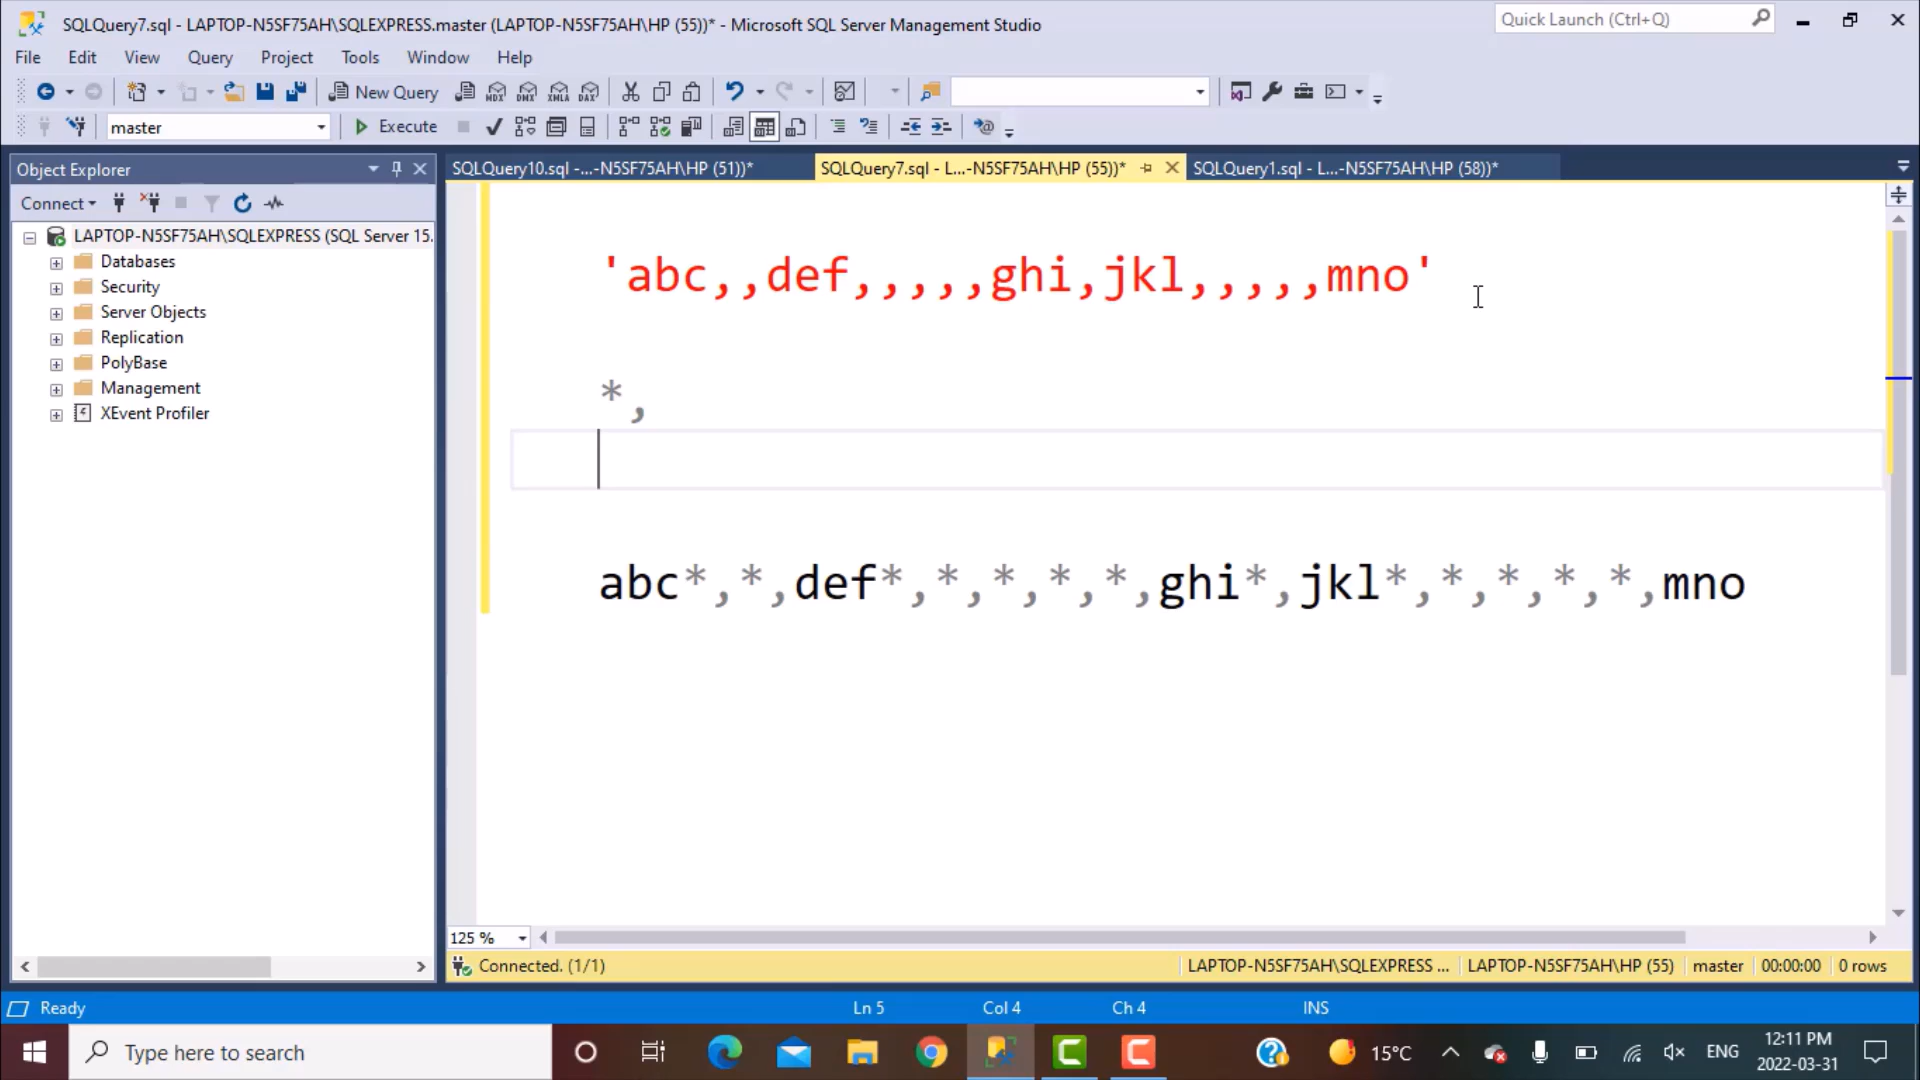 SQLQuery7.sql - LAPTOP-N5SF75AH\SQLEXPRESS.master (LAPTOP-N5SF75AH\HP (55))* - Microsoft SQL Server Management Studio
Quick Launch (Ctrl+Q)
File Edit View Query Project Tools Window Help
New Query MDX DMX XMLA DAX
master Execute
Object Explorer
SQLQuery10.sql -...-N5SF75AH\HP (51))* SQLQuery7.sql - L...-N5SF75AH\HP (55))* SQLQuery1.sql - L...-N5SF75AH\HP (58))*
Connect
LAPTOP-N5SF75AH\SQLEXPRESS (SQL Server 15.
Databases
Security
Server Objects
Replication
PolyBase
Management
XEvent Profiler
'abc,,def,,,,,ghi,jkl,,,,,mno'
*,
abc*,*,def*,*,*,*,*,ghi*,jkl*,*,*,*,*,mno
125 %
Connected. (1/1) LAPTOP-N5SF75AH\SQLEXPRESS ... LAPTOP-N5SF75AH\HP (55) master 00:00:00 0 rows
Ready Ln 5 Col 4 Ch 4 INS
Type here to search 15°C ENG 12:11 PM
2022-03-31